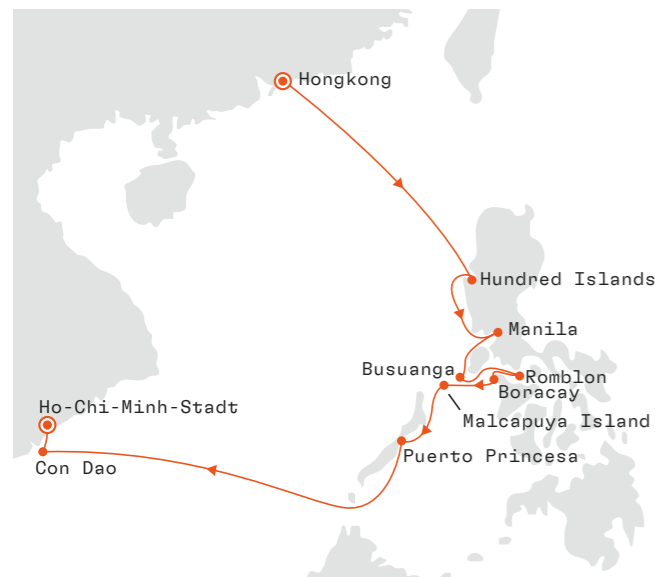 Hongkong
Hundred Islands
Manila
Busuanga
Romblon
Boracay
Ho-Chi-Minh-Stadt
Malcapuya Island
Puerto Princesa
Con Dao